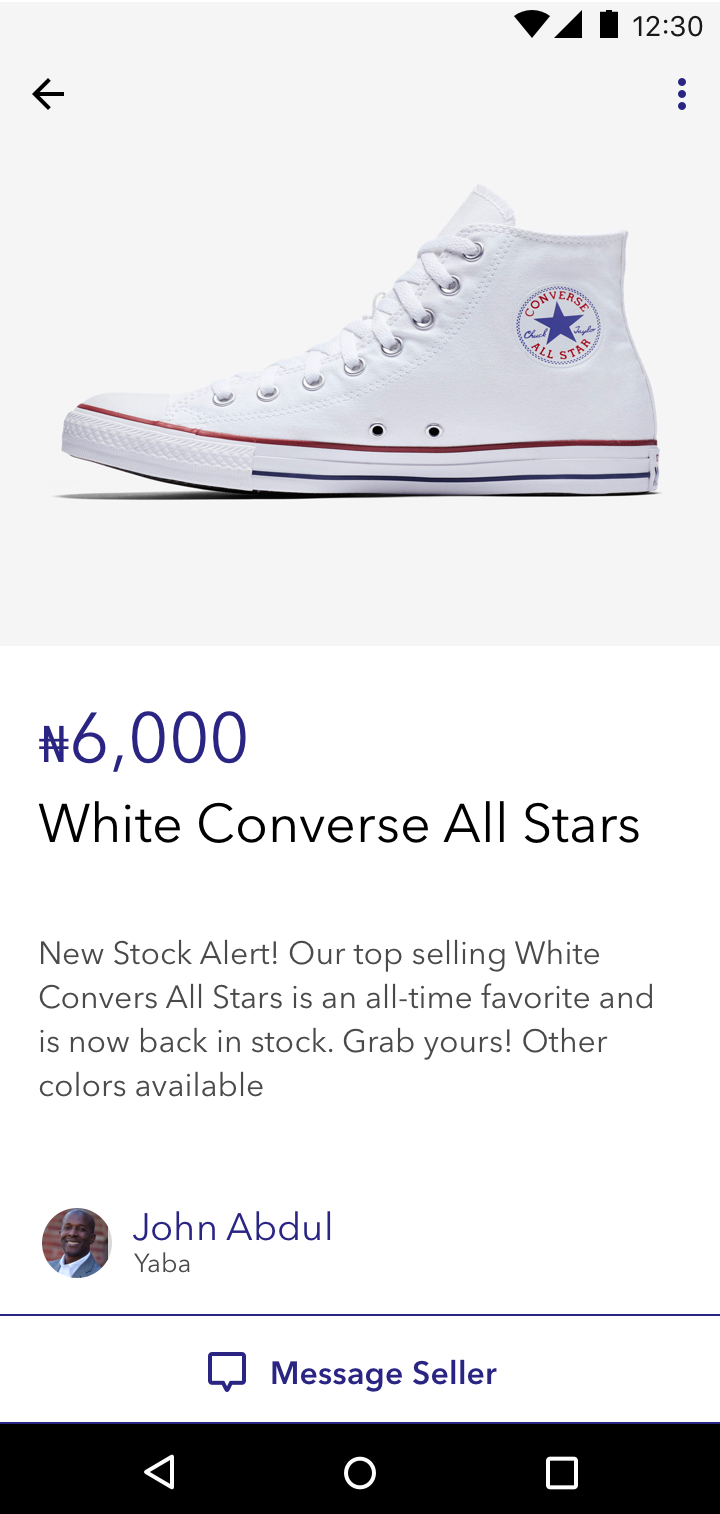 12:30
CONVERSE
Chuck Taylor
ALL STAR
₦6,000
White Converse All Stars
New Stock Alert! Our top selling White
Convers All Stars is an all-time favorite and
is now back in stock. Grab yours! Other
colors available
John Abdul
Yaba
Message Seller